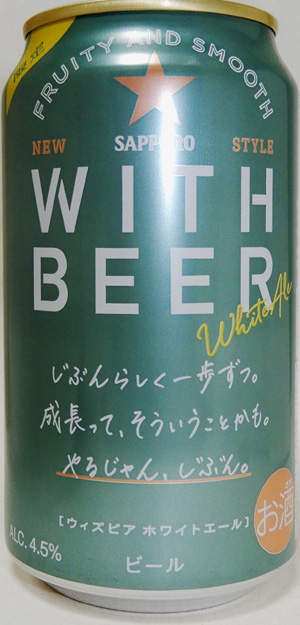 FRUITY AND SMOOTH
NEW SAPPORO STYLE
WITH
BEER
White Ale
じぶんらしく一歩ずつ。
成長って、そういうことかも。
やるじゃん、じぶん。
[ウィズビア ホワイトエール]
お酒
ALC. 4.5%
ビール